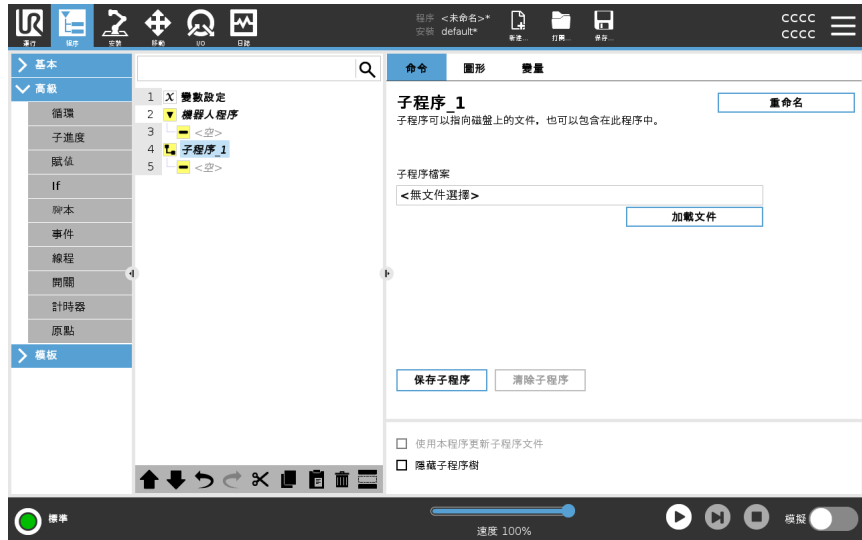 UR
運行
程序
安裝
移動
I/O
日誌
程序 <未命名>*
安裝 default*
新建...
打開...
保存...
cccc
cccc
基本
高級
循環
子進度
賦值
If
腳本
事件
線程
開關
計時器
原點
模板
1 X 變數設定
2 機器人程序
3 <空>
4 子程序_1
5 <空>
命令 圖形 變量
子程序_1
重命名
子程序可以指向磁盤上的文件，也可以包含在此程序中。
子程序檔案
<無文件選擇>
加載文件
保存子程序 清除子程序
使用本程序更新子程序文件
隱藏子程序樹
標準
速度 100%
模擬